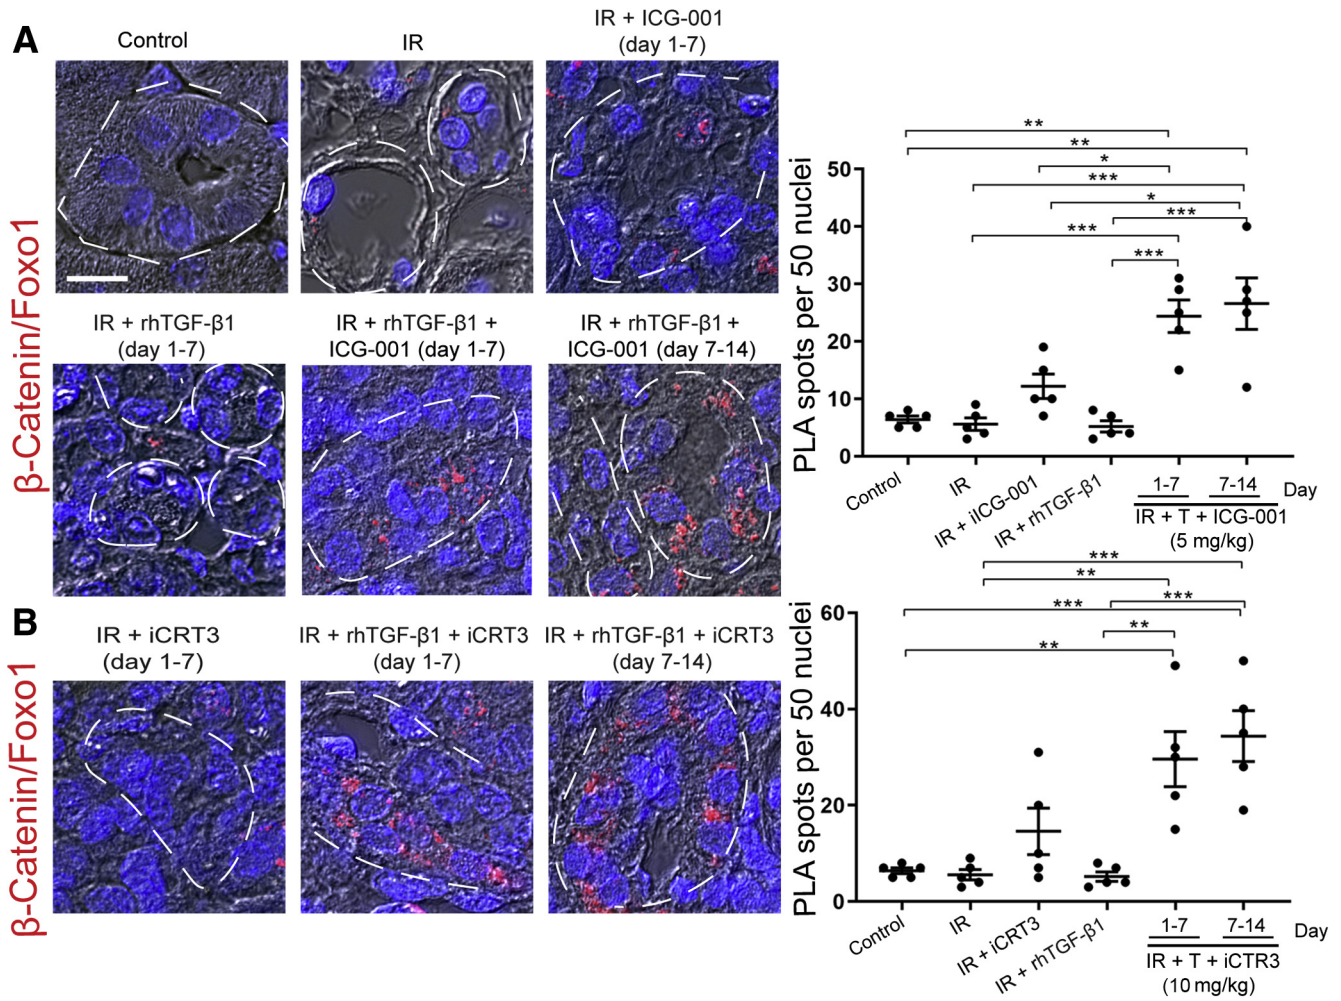 A
Control
IR
IR + ICG-001
(day 1-7)
β-Catenin/Foxo1
IR + rhTGF-β1
(day 1-7)
IR + rhTGF-β1 +
ICG-001 (day 1-7)
IR + rhTGF-β1 +
ICG-001 (day 7-14)
PLA spots per 50 nuclei
50
40
30
20
10
0
**
**
*
***
*
***
***
***
Control
IR
IR + iICG-001
IR + rhTGF-β1
1-7
7-14
Day
IR + T + ICG-001
(5 mg/kg)
B
β-Catenin/Foxo1
IR + iCRT3
(day 1-7)
IR + rhTGF-β1 + iCRT3
(day 1-7)
IR + rhTGF-β1 + iCRT3
(day 7-14)
PLA spots per 50 nuclei
60
40
20
0
***
**
***
***
**
**
Control
IR
IR + iCRT3
IR + rhTGF-β1
1-7
7-14
Day
IR + T + iCTR3
(10 mg/kg)